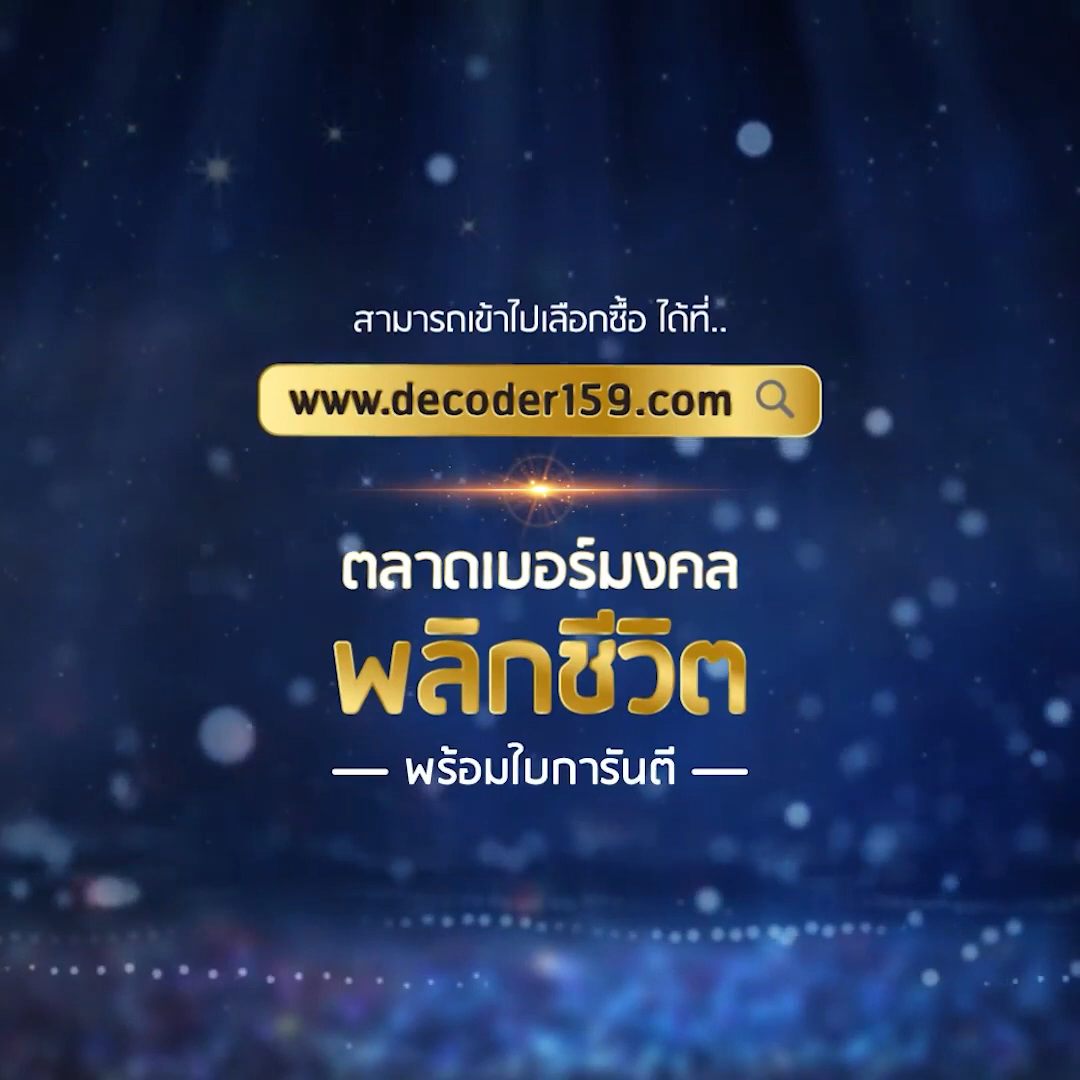 สามารถเข้าไปเลือกซื้อ ได้ที่..
www.decoder159.com
ตลาดเบอร์มงคล
พลิกชีวิต
พร้อมใบการันตี